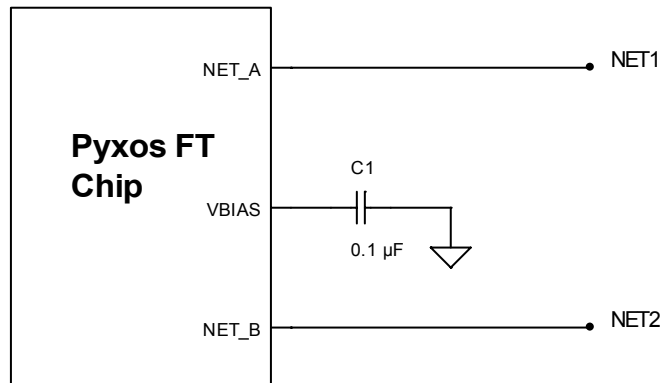 NET_A
NET1
Pyxos FT
Chip
C1
VBIAS
0.1 µF
NET_B
NET2